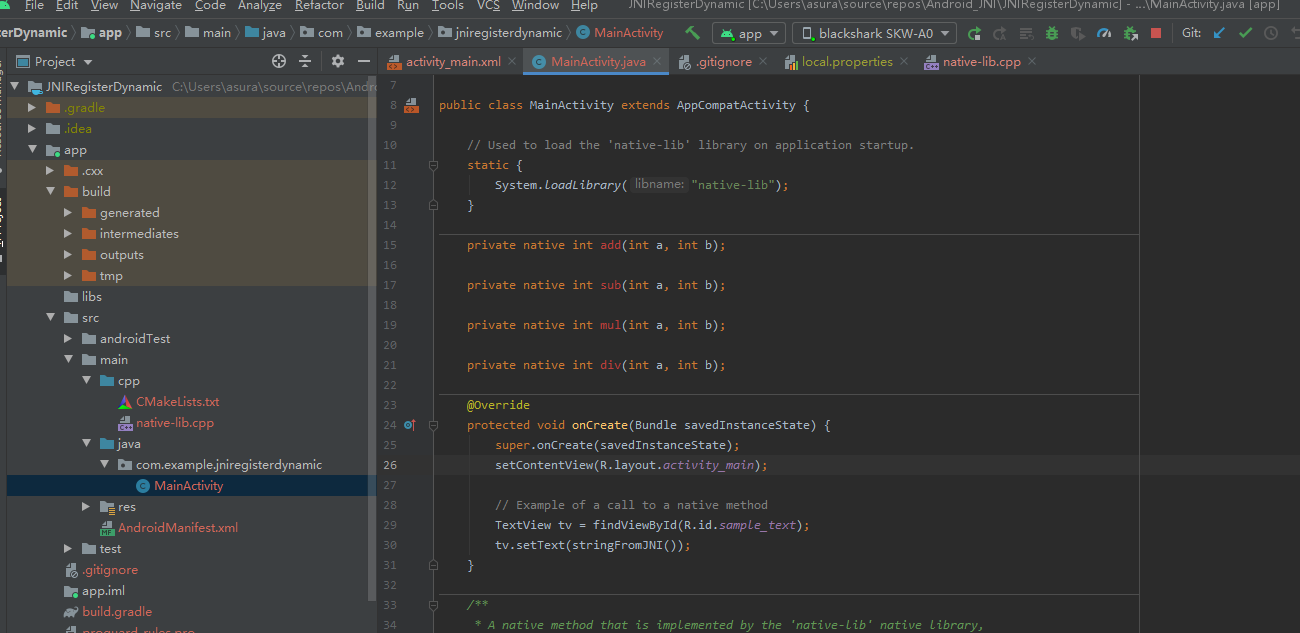 File Edit View Navigate Code Analyze Refactor Build Run Tools VCS Window Help JNIRegisterDynamic [C:\Users\asura\source\repos\Android_JNI\JNIRegisterDynamic] - ...\MainActivity.java [app]
sterDynamic app src main java com example jniregisterdynamic MainActivity app blackshark SKW-A0 Git:
Project
activity_main.xml MainActivity.java .gitignore local.properties native-lib.cpp
JNIRegisterDynamic C:\Users\asura\source\repos\Andro
.gradle
.idea
app
.cxx
build
generated
intermediates
outputs
tmp
libs
src
androidTest
main
cpp
CMakeLists.txt
native-lib.cpp
java
com.example.jniregisterdynamic
MainActivity
res
AndroidManifest.xml
test
.gitignore
app.iml
build.gradle
proguard-rules.pro
7
8 public class MainActivity extends AppCompatActivity {
9
10 // Used to load the 'native-lib' library on application startup.
11 static {
12 System.loadLibrary( libname: "native-lib");
13 }
14
15 private native int add(int a, int b);
16
17 private native int sub(int a, int b);
18
19 private native int mul(int a, int b);
20
21 private native int div(int a, int b);
22
23 @Override
24 protected void onCreate(Bundle savedInstanceState) {
25 super.onCreate(savedInstanceState);
26 setContentView(R.layout.activity_main);
27
28 // Example of a call to a native method
29 TextView tv = findViewById(R.id.sample_text);
30 tv.setText(stringFromJNI());
31 }
32
33 /**
34 * A native method that is implemented by the 'native-lib' native library,